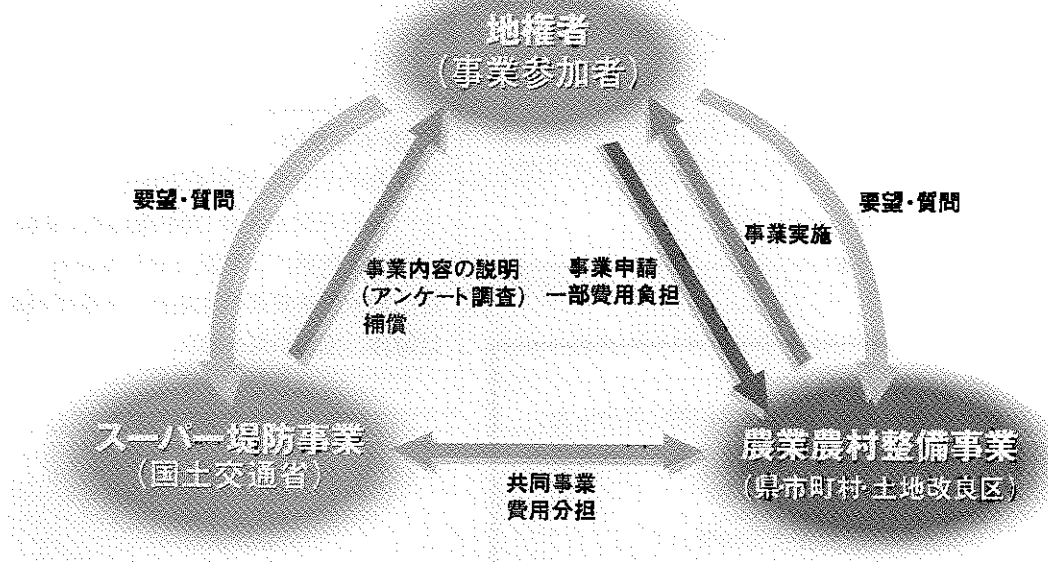 地権者
(事業参加者)
要望・質問
要望・質問
事業実施
事業内容の説明
(アンケート調査)
補償
事業申請
一部費用負担
スーパー堤防事業
(国土交通省)
農業農村整備事業
(県市町村・土地改良区)
共同事業
費用分担